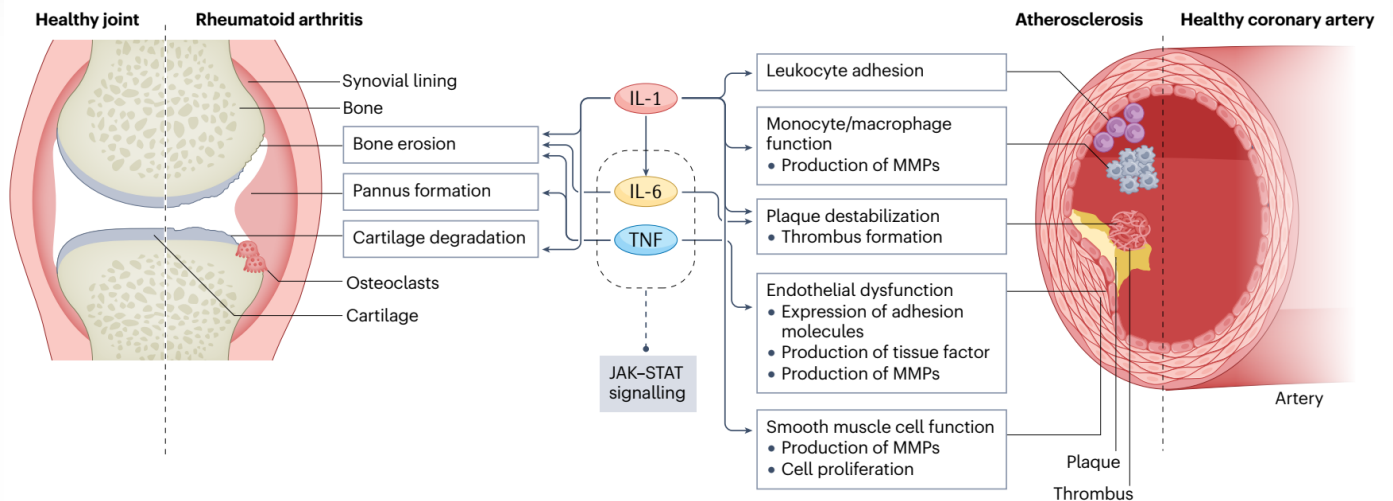 Healthy joint
Rheumatoid arthritis
Atherosclerosis
Healthy coronary artery
Synovial lining
Bone
Bone erosion
Pannus formation
Cartilage degradation
Osteoclasts
Cartilage
IL-1
IL-6
TNF
JAK–STAT
signalling
Leukocyte adhesion
Monocyte/macrophage
function
• Production of MMPs
Plaque destabilization
• Thrombus formation
Endothelial dysfunction
• Expression of adhesion
molecules
• Production of tissue factor
• Production of MMPs
Smooth muscle cell function
• Production of MMPs
• Cell proliferation
Artery
Plaque
Thrombus